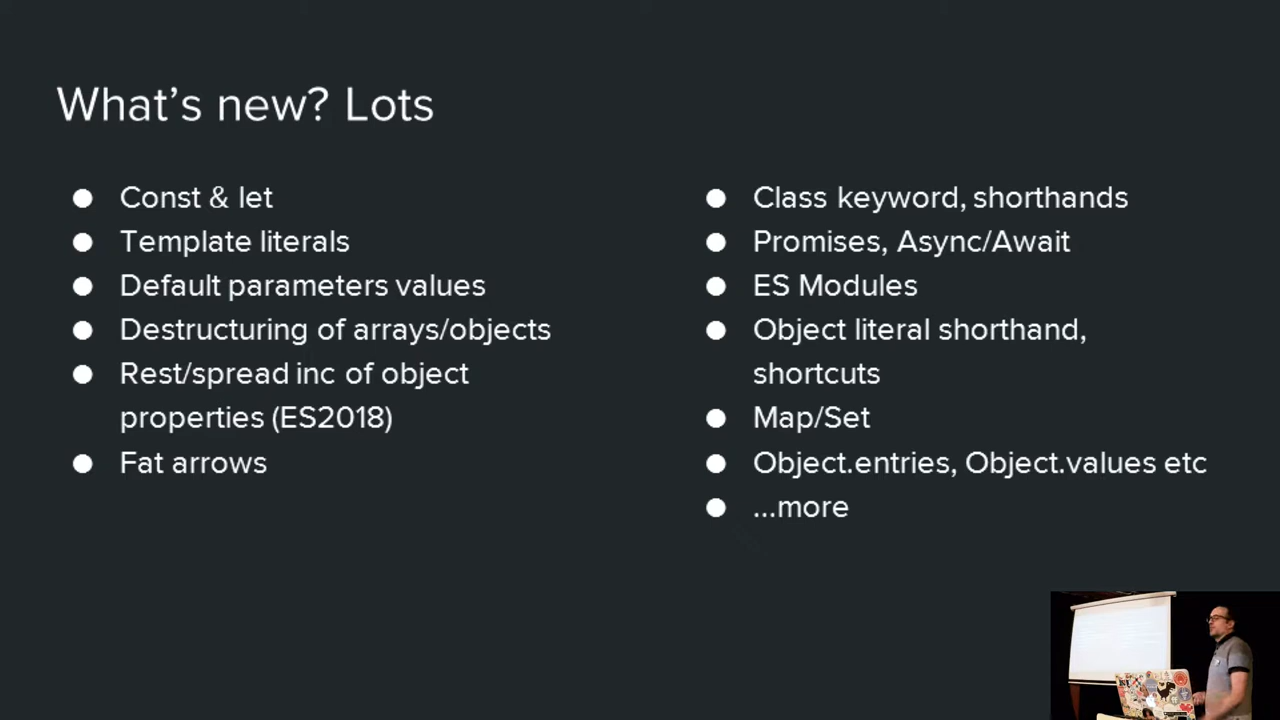 What’s new? Lots
● Const & let
● Template literals
● Default parameters values
● Destructuring of arrays/objects
● Rest/spread inc of object
properties (ES2018)
● Fat arrows
● Class keyword, shorthands
● Promises, Async/Await
● ES Modules
● Object literal shorthand,
shortcuts
● Map/Set
● Object.entries, Object.values etc
● ...more